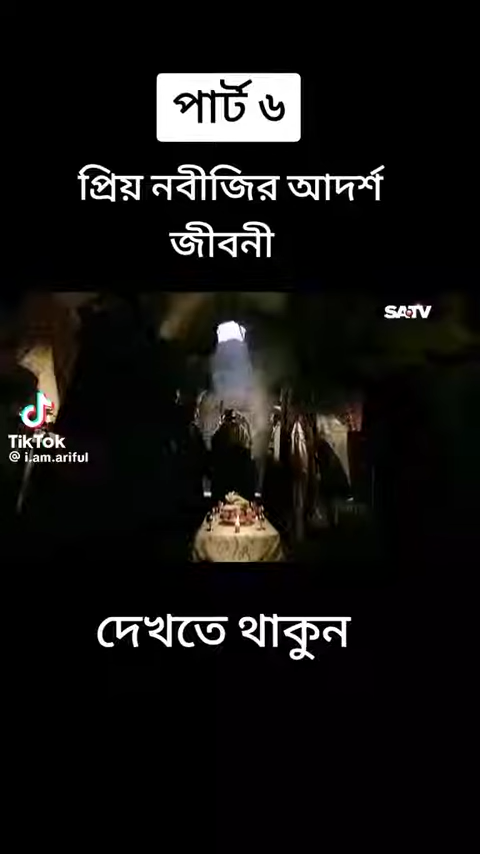 পার্ট ৬
প্রিয় নবীজির আদর্শ
জীবনী
SATV
TikTok
@ i.am.ariful
দেখতে থাকুন